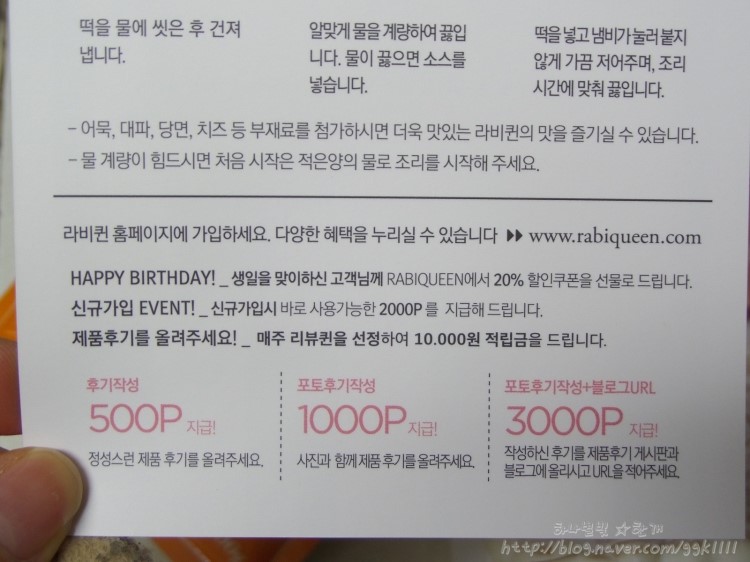 떡을 물에 씻은 후 건져
냅니다.
알맞게 물을 계량하여 끓입
니다. 물이 끓으면 소스를
넣습니다.
떡을 넣고 냄비가 눌러 붙지
않게 가끔 저어주며, 조리
시간에 맞춰 끓입니다.
- 어묵, 대파, 당면, 치즈 등 부재료를 첨가하시면 더욱 맛있는 라비퀸의 맛을 즐기실 수 있습니다.
- 물 계량이 힘드시면 처음 시작은 적은양의 물로 조리를 시작해 주세요.
라비퀸 홈페이지에 가입하세요. 다양한 혜택을 누리실 수 있습니다 ▶▶ www.rabiqueen.com
HAPPY BIRTHDAY! _ 생일을 맞이하신 고객님께 RABIQUEEN에서 20% 할인쿠폰을 선물로 드립니다.
신규가입 EVENT! _ 신규가입시 바로 사용가능한 2000P 를 지급해 드립니다.
제품후기를 올려주세요! _ 매주 리뷰퀸을 선정하여 10.000원 적립금을 드립니다.
후기작성
500P 지급!
정성스런 제품 후기를 올려주세요.
포토후기작성
1000P 지급!
사진과 함께 제품 후기를 올려주세요.
포토후기작성+블로그URL
3000P 지급!
작성하신 후기를 제품후기 게시판과
블로그에 올리시고 URL을 적어주세요.
http://blog.naver.com/ggk1111